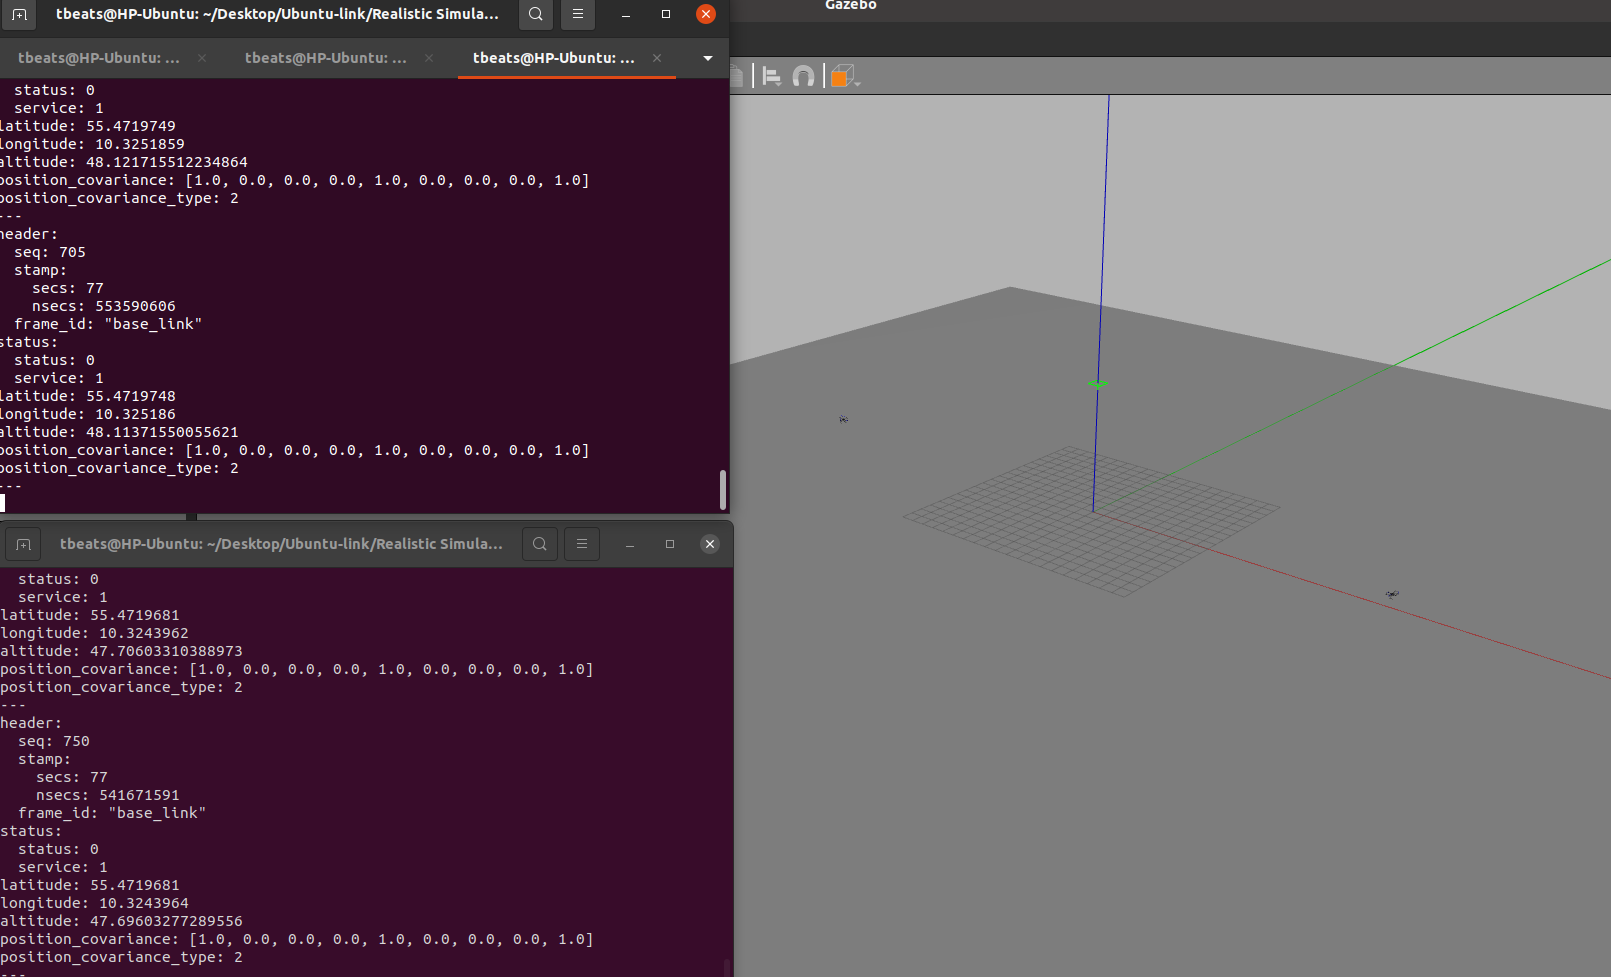 tbeats@HP-Ubuntu: ~/Desktop/Ubuntu-link/Realistic Simula...
tbeats@HP-Ubuntu: ... × tbeats@HP-Ubuntu: ... × tbeats@HP-Ubuntu: ... ×
status: 0
service: 1
latitude: 55.4719749
longitude: 10.3251859
altitude: 48.121715512234864
position_covariance: [1.0, 0.0, 0.0, 0.0, 1.0, 0.0, 0.0, 0.0, 1.0]
position_covariance_type: 2
---
header:
seq: 705
stamp:
secs: 77
nsecs: 553590606
frame_id: "base_link"
status:
status: 0
service: 1
latitude: 55.4719748
longitude: 10.325186
altitude: 48.11371550055621
position_covariance: [1.0, 0.0, 0.0, 0.0, 1.0, 0.0, 0.0, 0.0, 1.0]
position_covariance_type: 2
---
tbeats@HP-Ubuntu: ~/Desktop/Ubuntu-link/Realistic Simula...
status: 0
service: 1
latitude: 55.4719681
longitude: 10.3243962
altitude: 47.70603310388973
position_covariance: [1.0, 0.0, 0.0, 0.0, 1.0, 0.0, 0.0, 0.0, 1.0]
position_covariance_type: 2
---
header:
seq: 750
stamp:
secs: 77
nsecs: 541671591
frame_id: "base_link"
status:
status: 0
service: 1
latitude: 55.4719681
longitude: 10.3243964
altitude: 47.69603277289556
position_covariance: [1.0, 0.0, 0.0, 0.0, 1.0, 0.0, 0.0, 0.0, 1.0]
position_covariance_type: 2
---
Gazebo